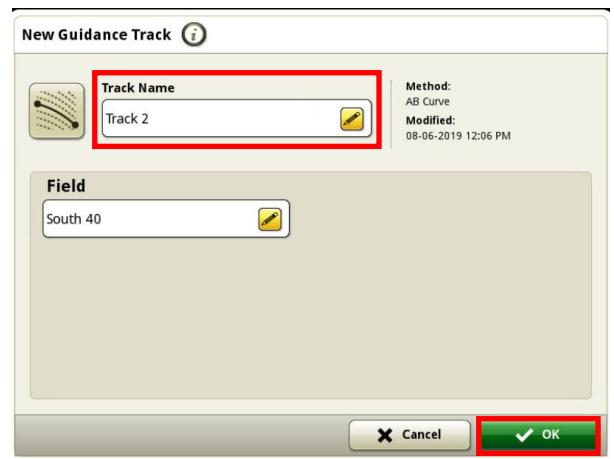 New Guidance Track
Track Name
Track 2
Method:
AB Curve
Modified:
08-06-2019 12:06 PM
Field
South 40
Cancel
OK